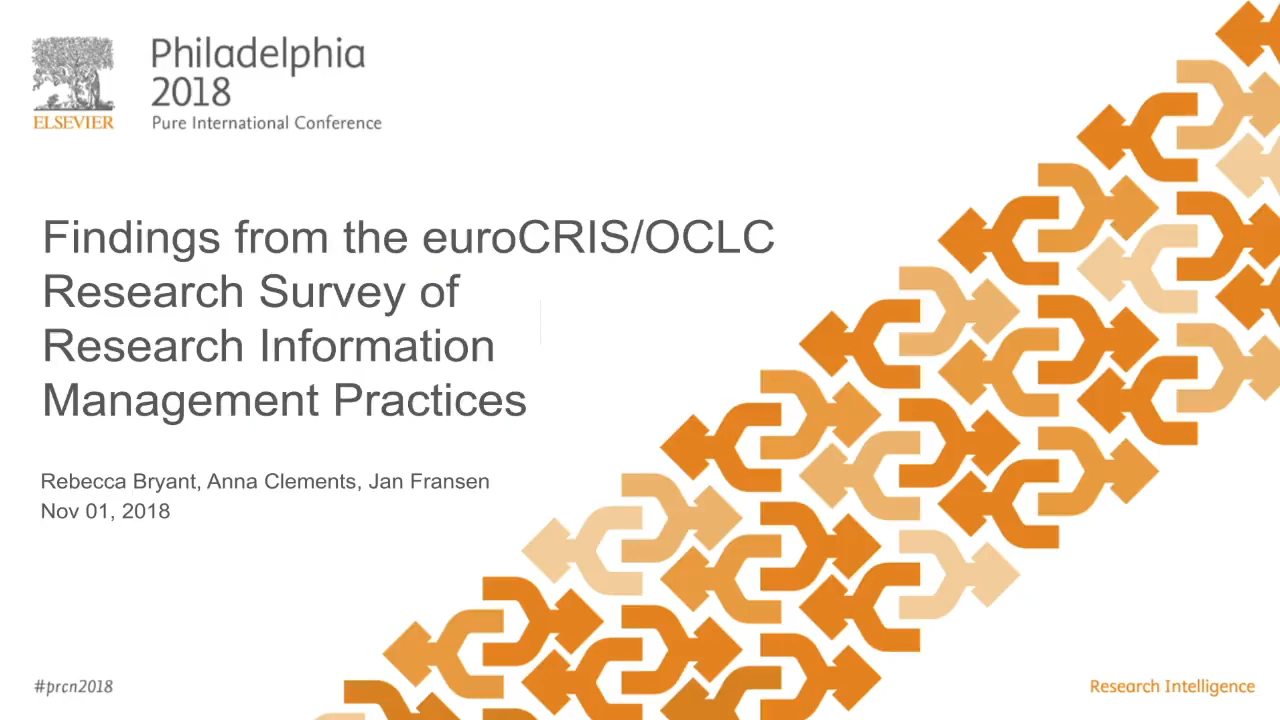 Philadelphia
2018
Pure International Conference
ELSEVIER
Findings from the euroCRIS/OCLC
Research Survey of
Research Information
Management Practices
Rebecca Bryant, Anna Clements, Jan Fransen
Nov 01, 2018
#prcn2018
Research Intelligence